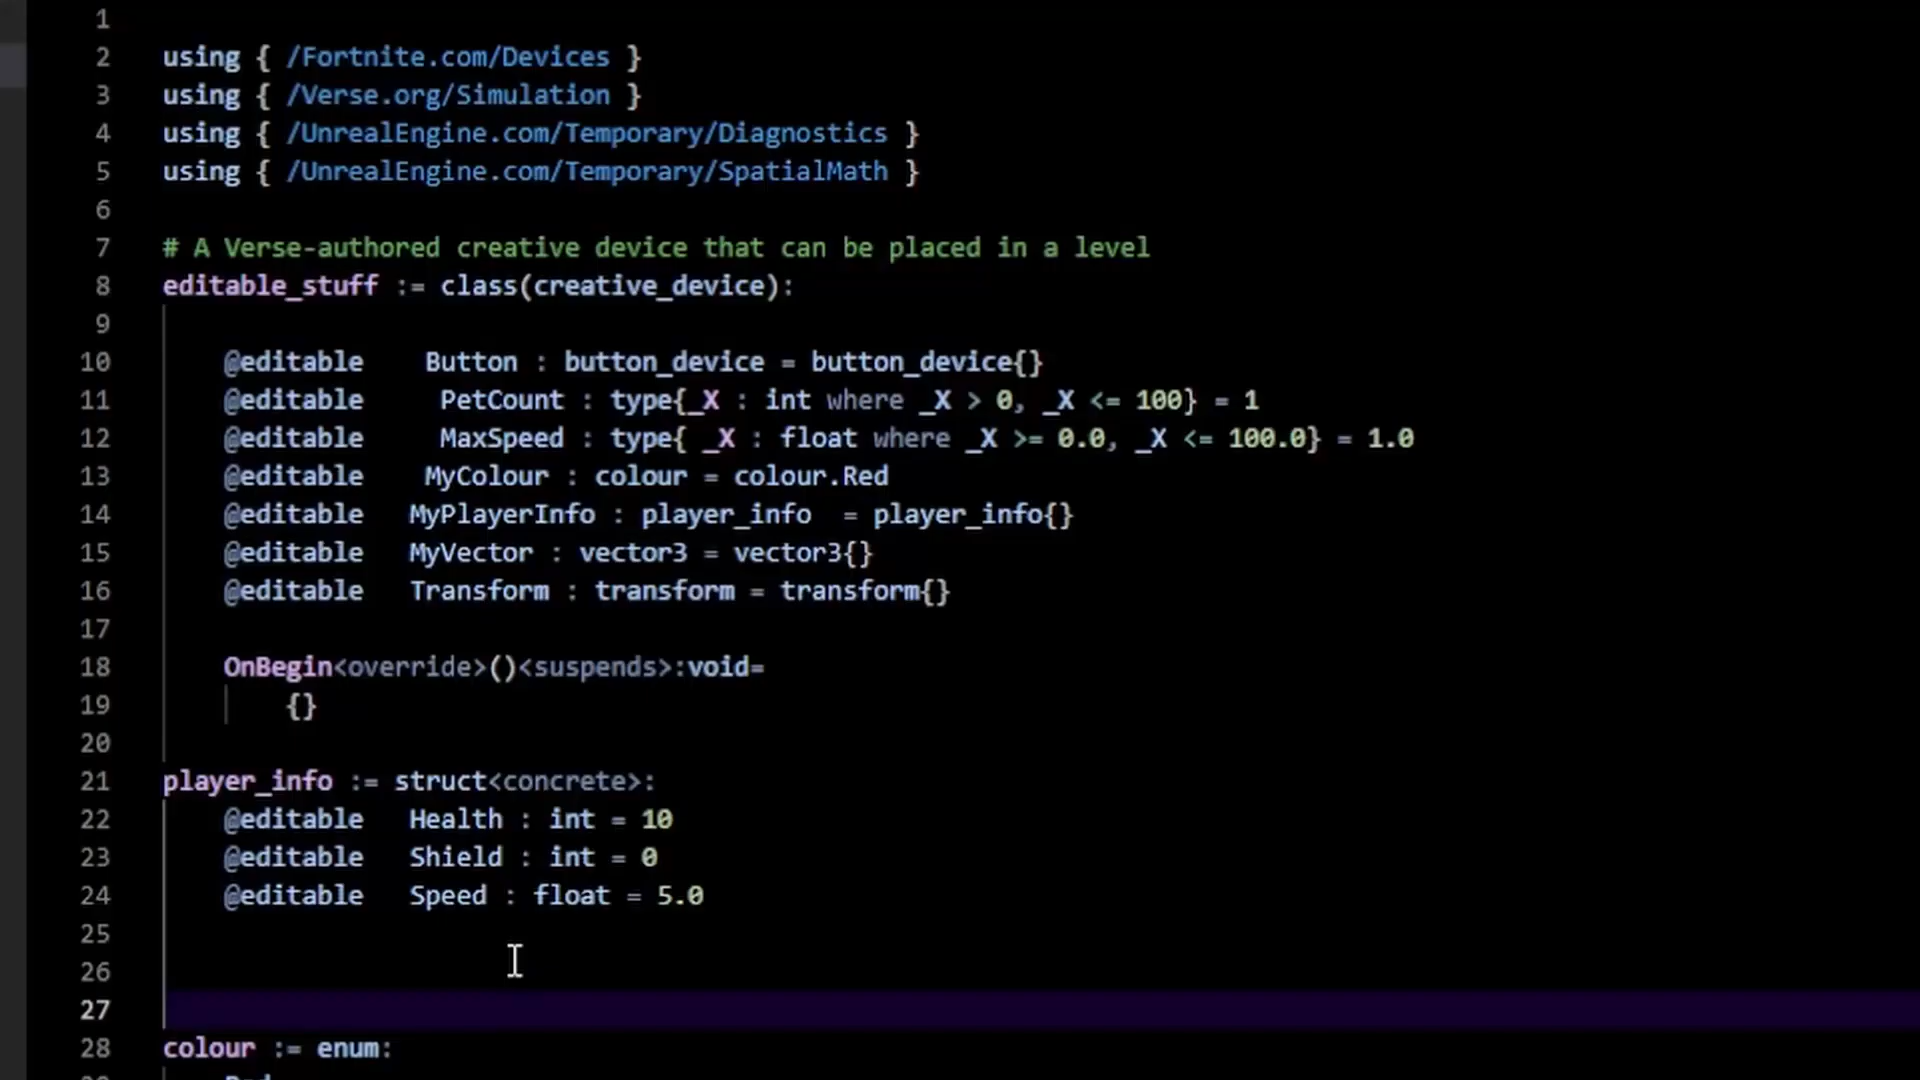 1
2 using { /Fortnite.com/Devices }
3 using { /Verse.org/Simulation }
4 using { /UnrealEngine.com/Temporary/Diagnostics }
5 using { /UnrealEngine.com/Temporary/SpatialMath }
6
7 # A Verse-authored creative device that can be placed in a level
8 editable_stuff := class(creative_device):
9
10 @editable Button : button_device = button_device{}
11 @editable PetCount : type{_X : int where _X > 0, _X <= 100} = 1
12 @editable MaxSpeed : type{ _X : float where _X >= 0.0, _X <= 100.0} = 1.0
13 @editable MyColour : colour = colour.Red
14 @editable MyPlayerInfo : player_info = player_info{}
15 @editable MyVector : vector3 = vector3{}
16 @editable Transform : transform = transform{}
17
18 OnBegin<override>()<suspends>:void=
19 {}
20
21 player_info := struct<concrete>:
22 @editable Health : int = 10
23 @editable Shield : int = 0
24 @editable Speed : float = 5.0
25
26
27
28 colour := enum: